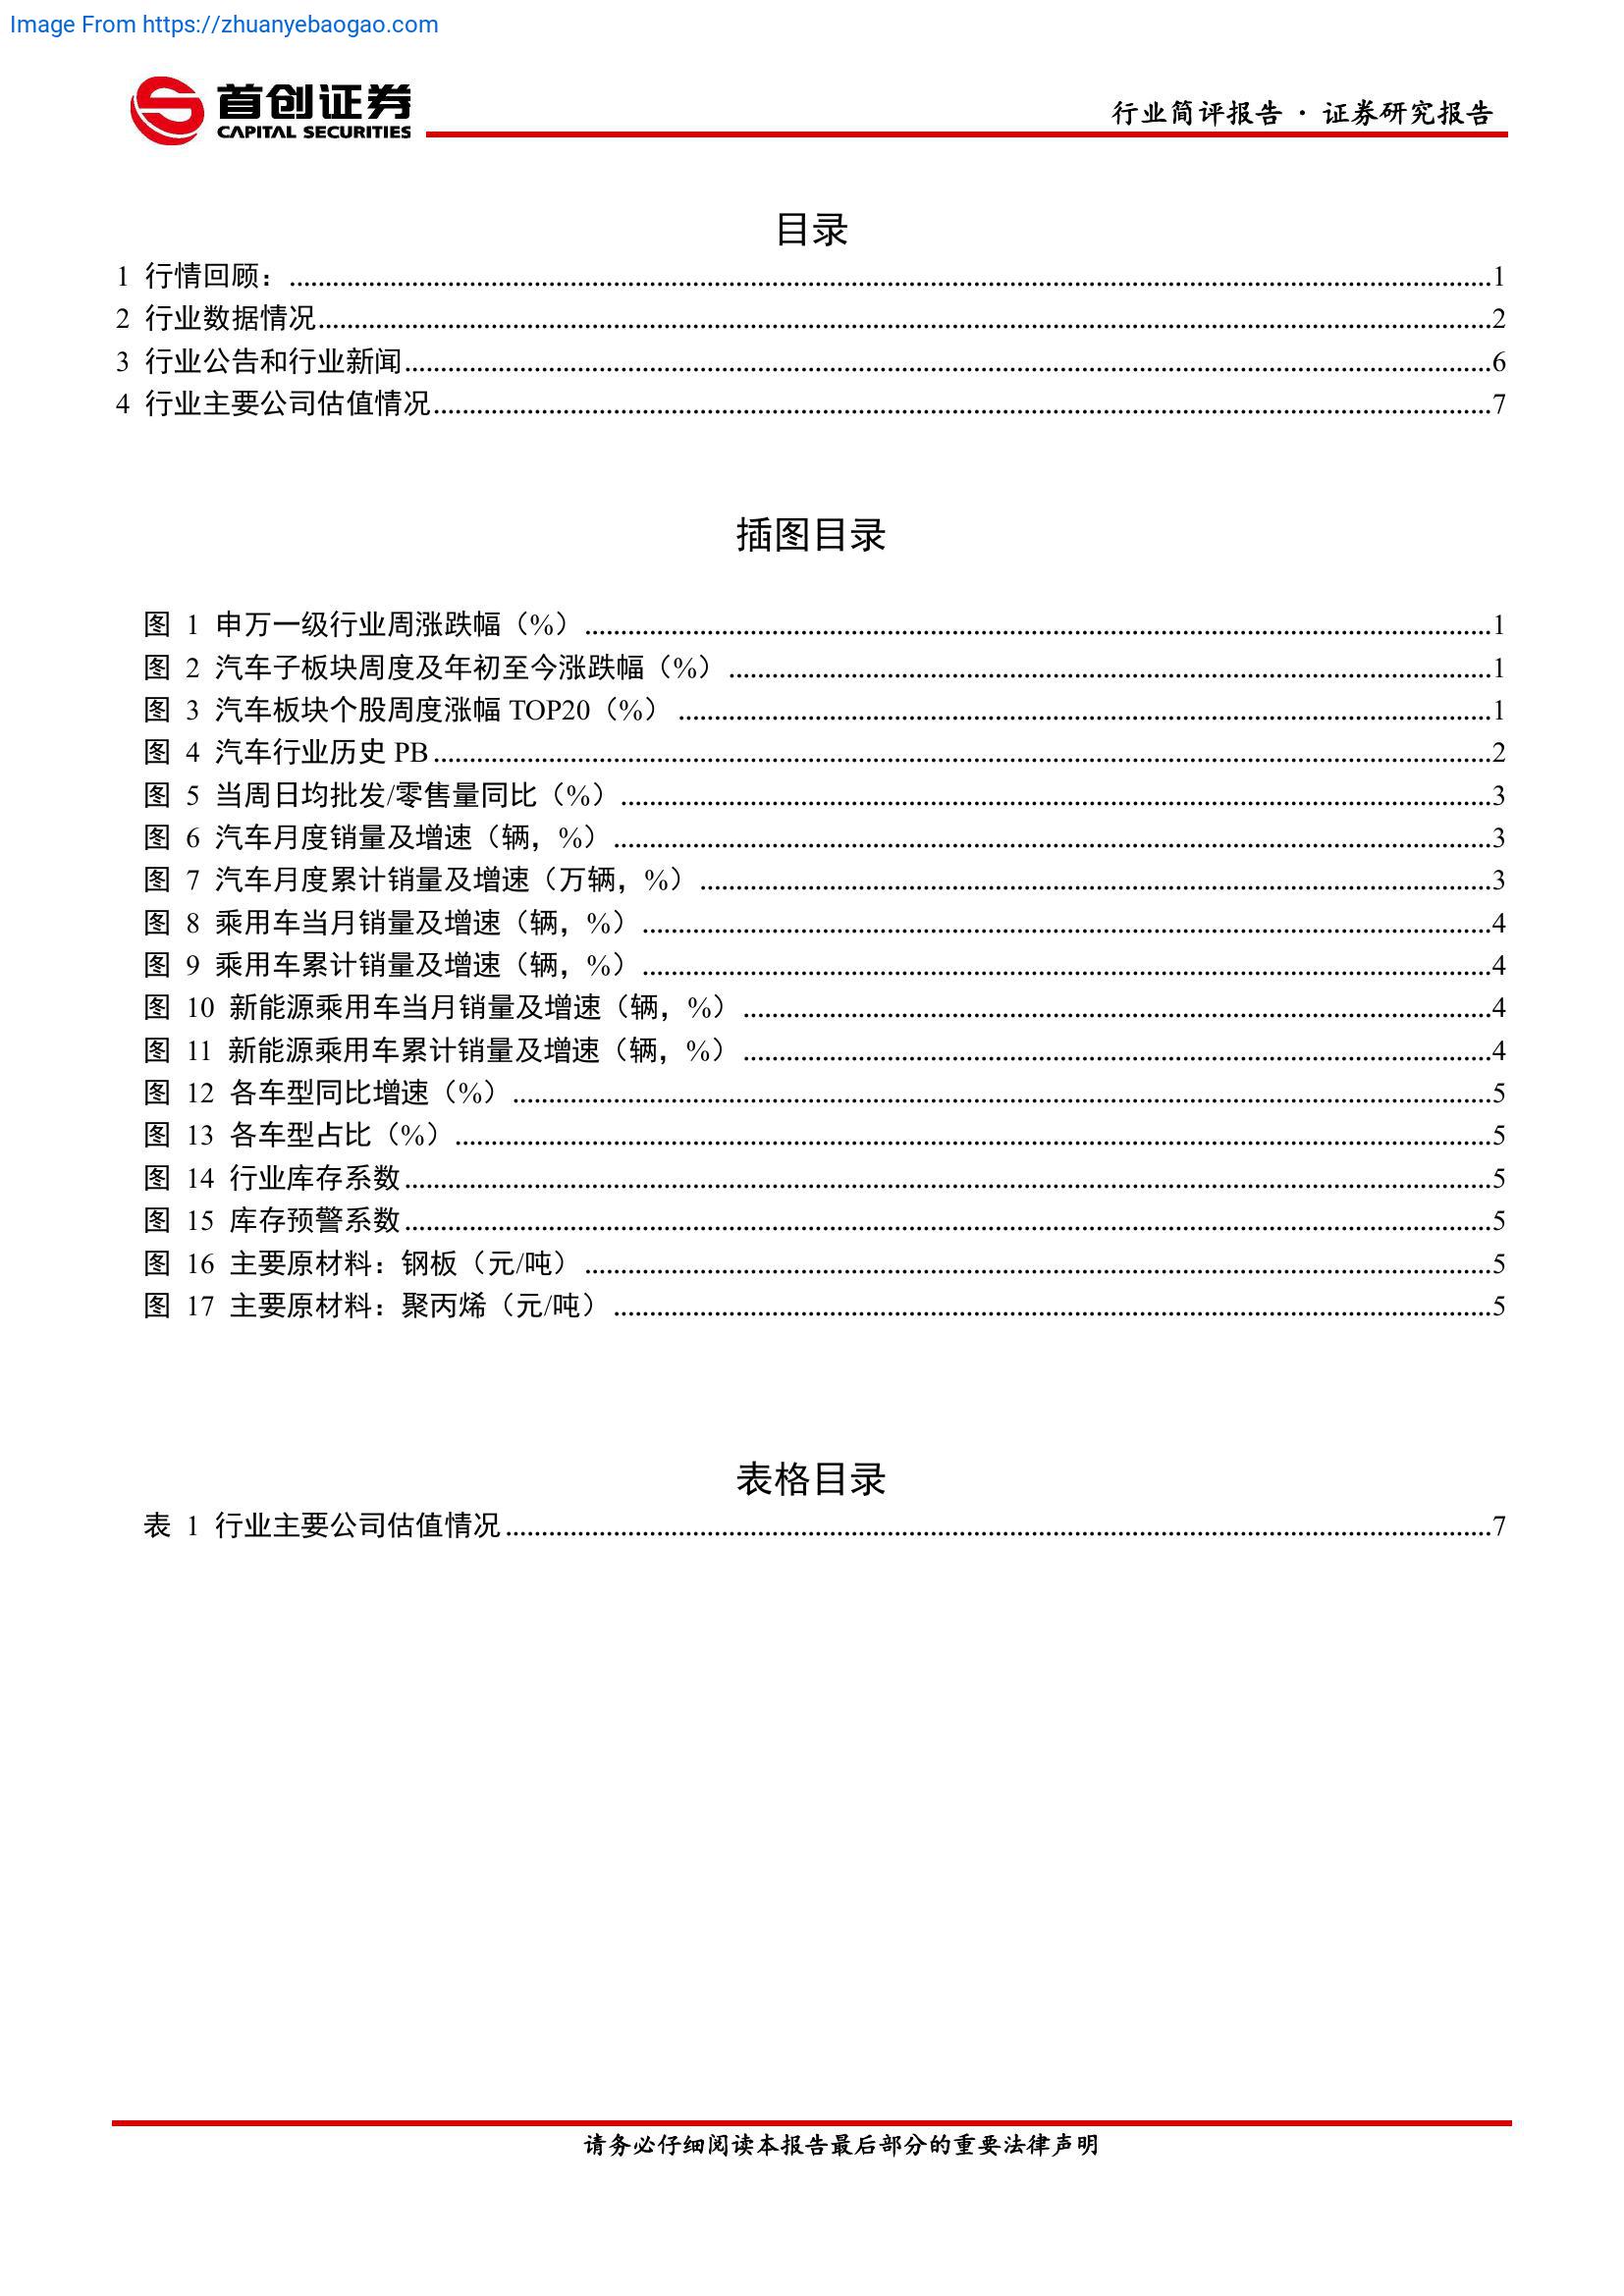 Image From https://zhuanyebaogao.com
首创证券
CAPITAL SECURITIES
行业简评报告 · 证券研究报告
目录
1 行情回顾：........1
2 行业数据情况........2
3 行业公告和行业新闻........6
4 行业主要公司估值情况........7
插图目录
图 1 申万一级行业周涨跌幅（%）........1
图 2 汽车子板块周度及年初至今涨跌幅（%）........1
图 3 汽车板块个股周度涨幅 TOP20（%）........1
图 4 汽车行业历史 PB........2
图 5 当周日均批发/零售量同比（%）........3
图 6 汽车月度销量及增速（辆，%）........3
图 7 汽车月度累计销量及增速（万辆，%）........3
图 8 乘用车当月销量及增速（辆，%）........4
图 9 乘用车累计销量及增速（辆，%）........4
图 10 新能源乘用车当月销量及增速（辆，%）........4
图 11 新能源乘用车累计销量及增速（辆，%）........4
图 12 各车型同比增速（%）........5
图 13 各车型占比（%）........5
图 14 行业库存系数........5
图 15 库存预警系数........5
图 16 主要原材料：钢板（元/吨）........5
图 17 主要原材料：聚丙烯（元/吨）........5
表格目录
表 1 行业主要公司估值情况........7
请务必仔细阅读本报告最后部分的重要法律声明